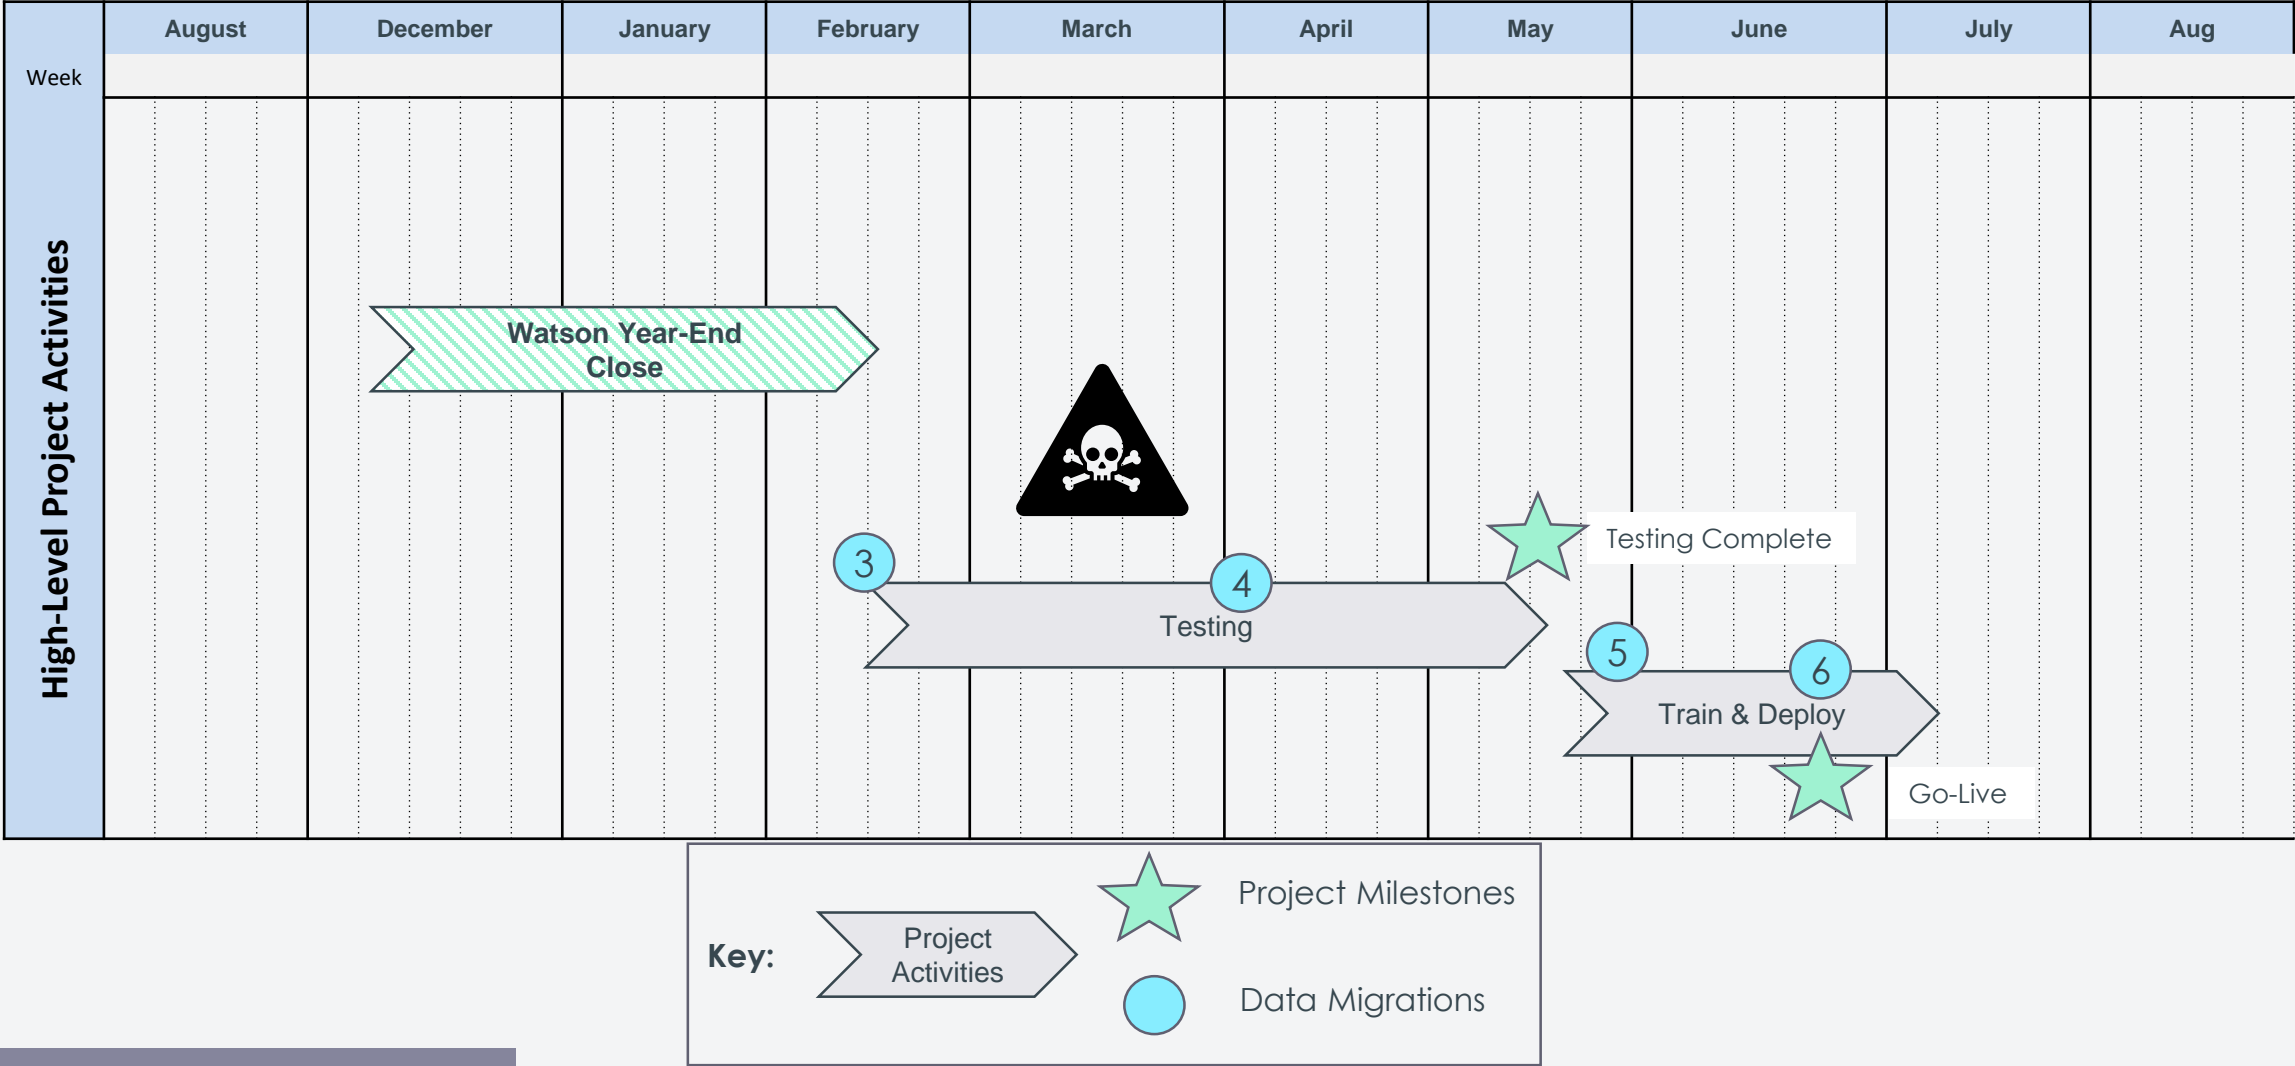 August
December
January
February
March
April
May
June
July
Aug
Week
High-Level Project Activities
Watson Year-End
Close
3
4
Testing
Testing Complete
5
6
Train & Deploy
Go-Live
Key:
Project
Activities
Project Milestones
Data Migrations